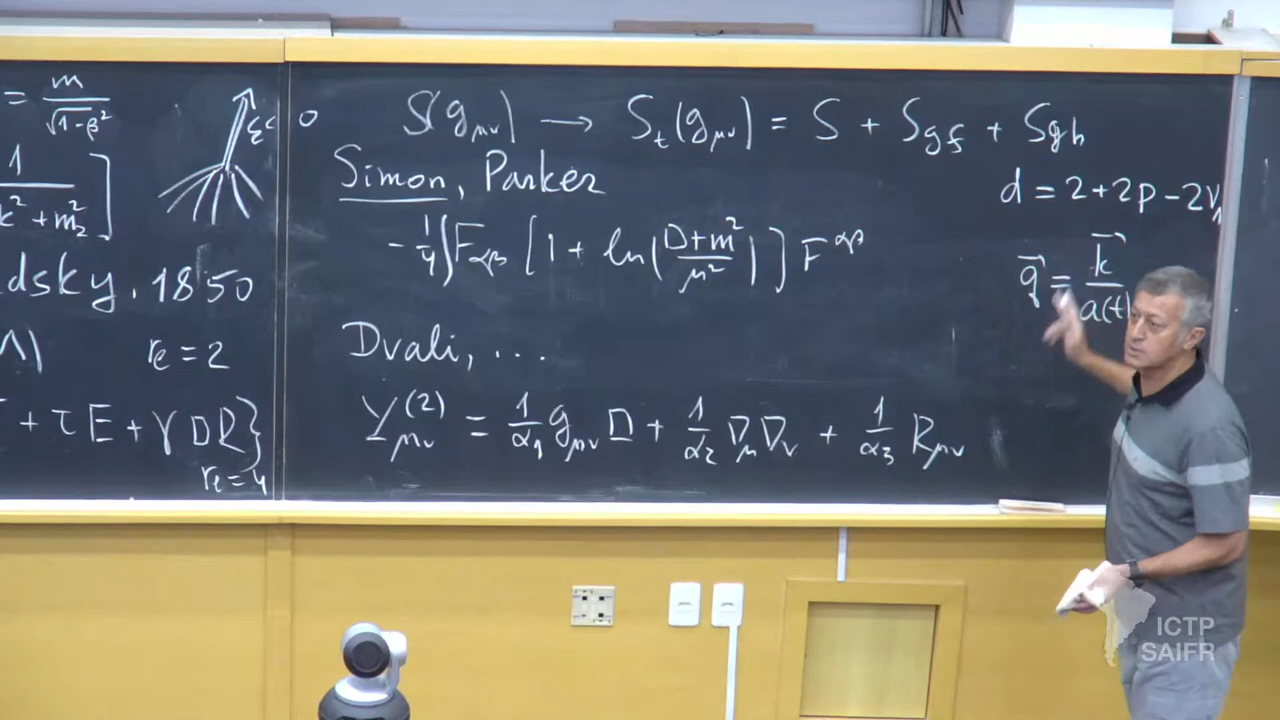 = m/√(1-β²)
1/(k²+m₂²)]
dsky, 1850
Λ) re = 2
+ τE + γ□R}
re = 4
S(gμν) → St(gμν) = S + Sgf + Sgh
Simon, Parker
d = 2+2p-2V
-1/4 ∫ Fαβ [1 + ln(□+m²/μ²)] F^αβ
q⃗ = k⃗/a(t)
Dvali, ...
Yμν^(2) = 1/α₁ gμν □ + 1/α₂ ∇μ∇ν + 1/α₃ Rμν
ICTP
SAIFR